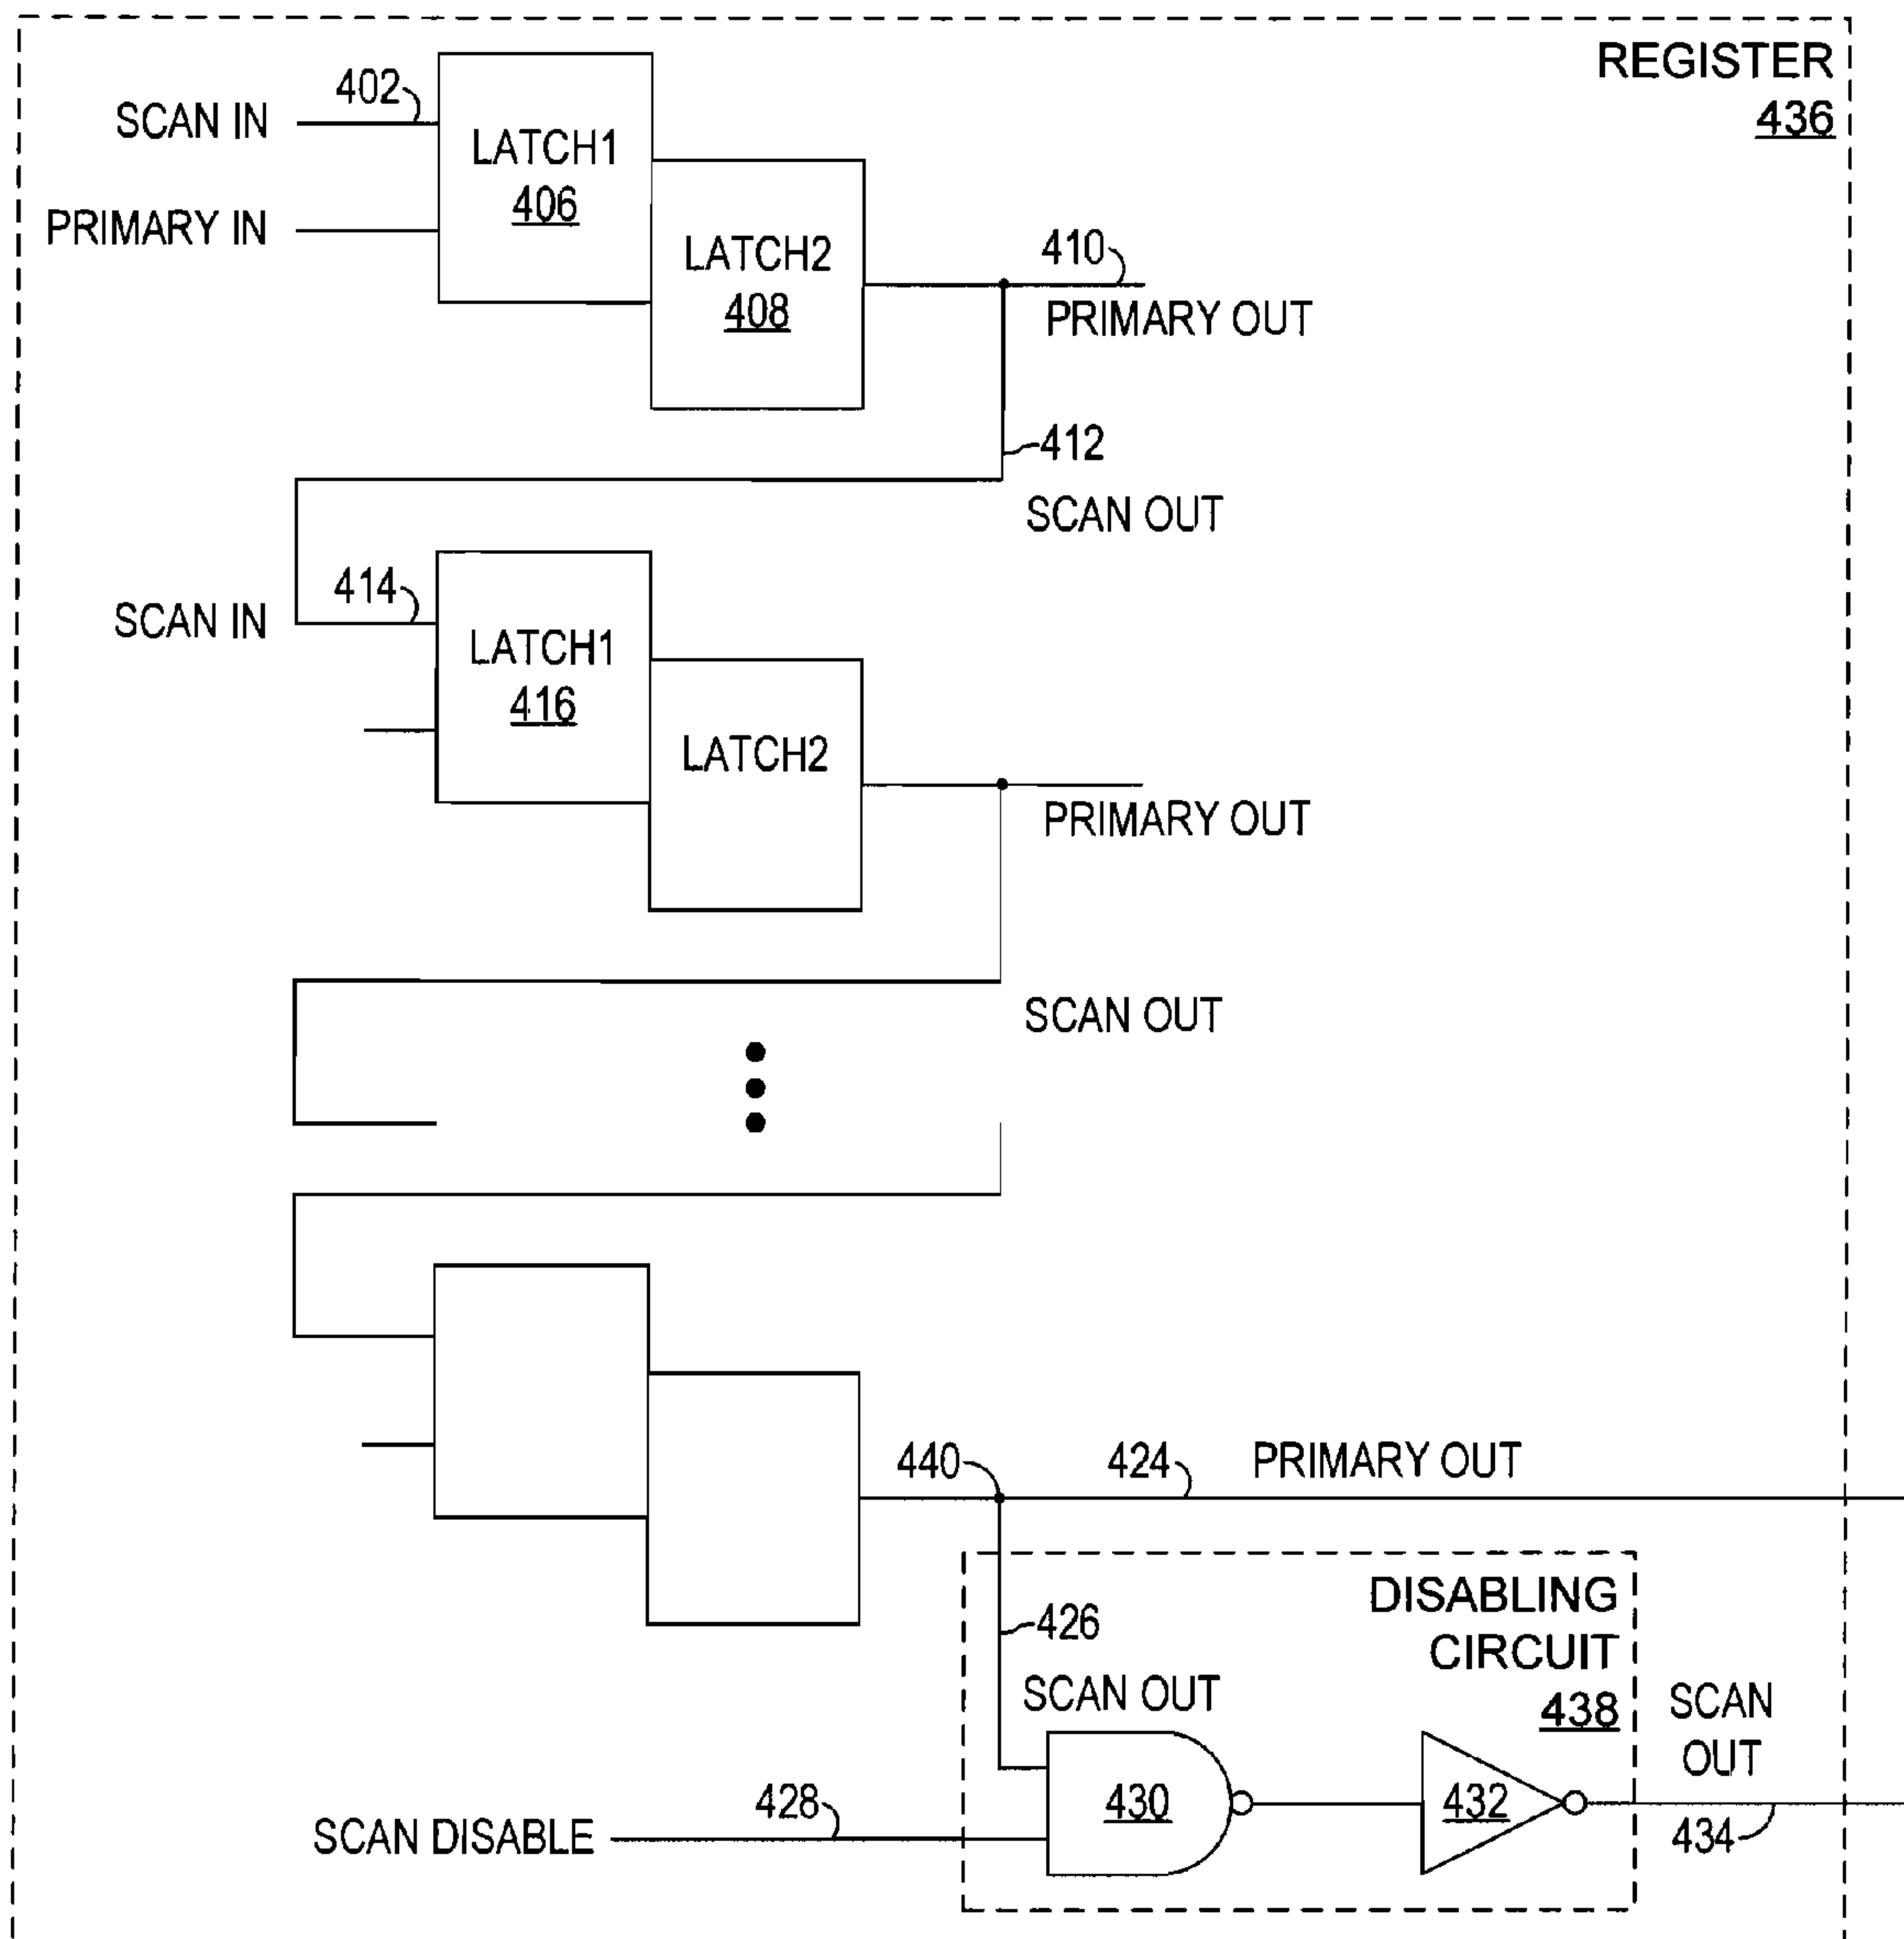 REGISTER
436
402
SCAN IN
LATCH1
406
PRIMARY IN
LATCH2
408
410
PRIMARY OUT
412
SCAN OUT
414
SCAN IN
LATCH1
416
LATCH2
PRIMARY OUT
SCAN OUT
440
424
PRIMARY OUT
DISABLING
CIRCUIT
438
426
SCAN OUT
SCAN
OUT
430
432
428
SCAN DISABLE
434